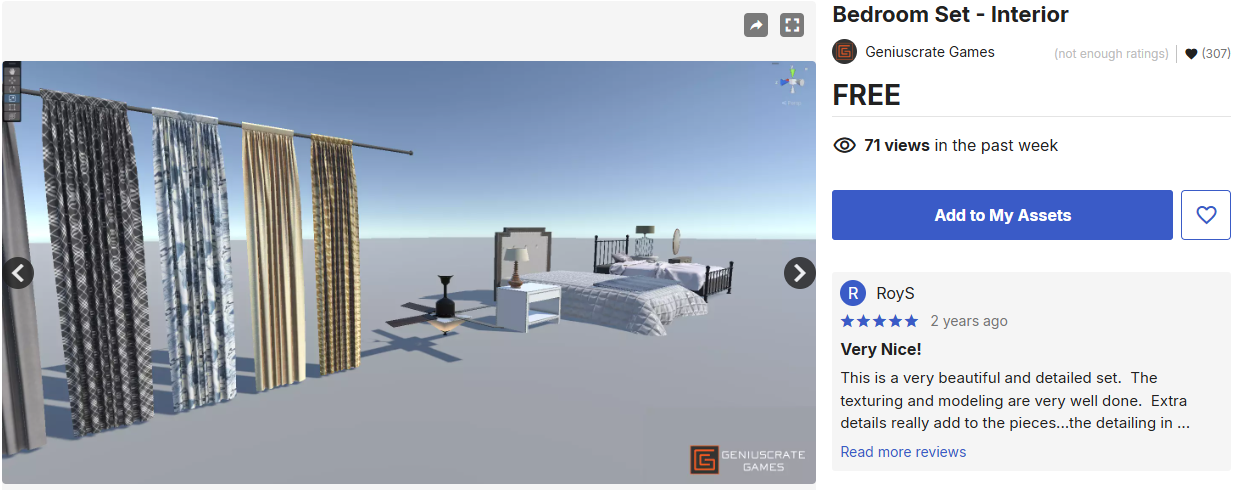 Bedroom Set - Interior
Geniuscrate Games
(not enough ratings)
(307)
FREE
71 views in the past week
Add to My Assets
R
RoyS
2 years ago
Very Nice!
This is a very beautiful and detailed set. The
texturing and modeling are very well done. Extra
details really add to the pieces...the detailing in ...
Read more reviews
GENIUSCRATE
GAMES